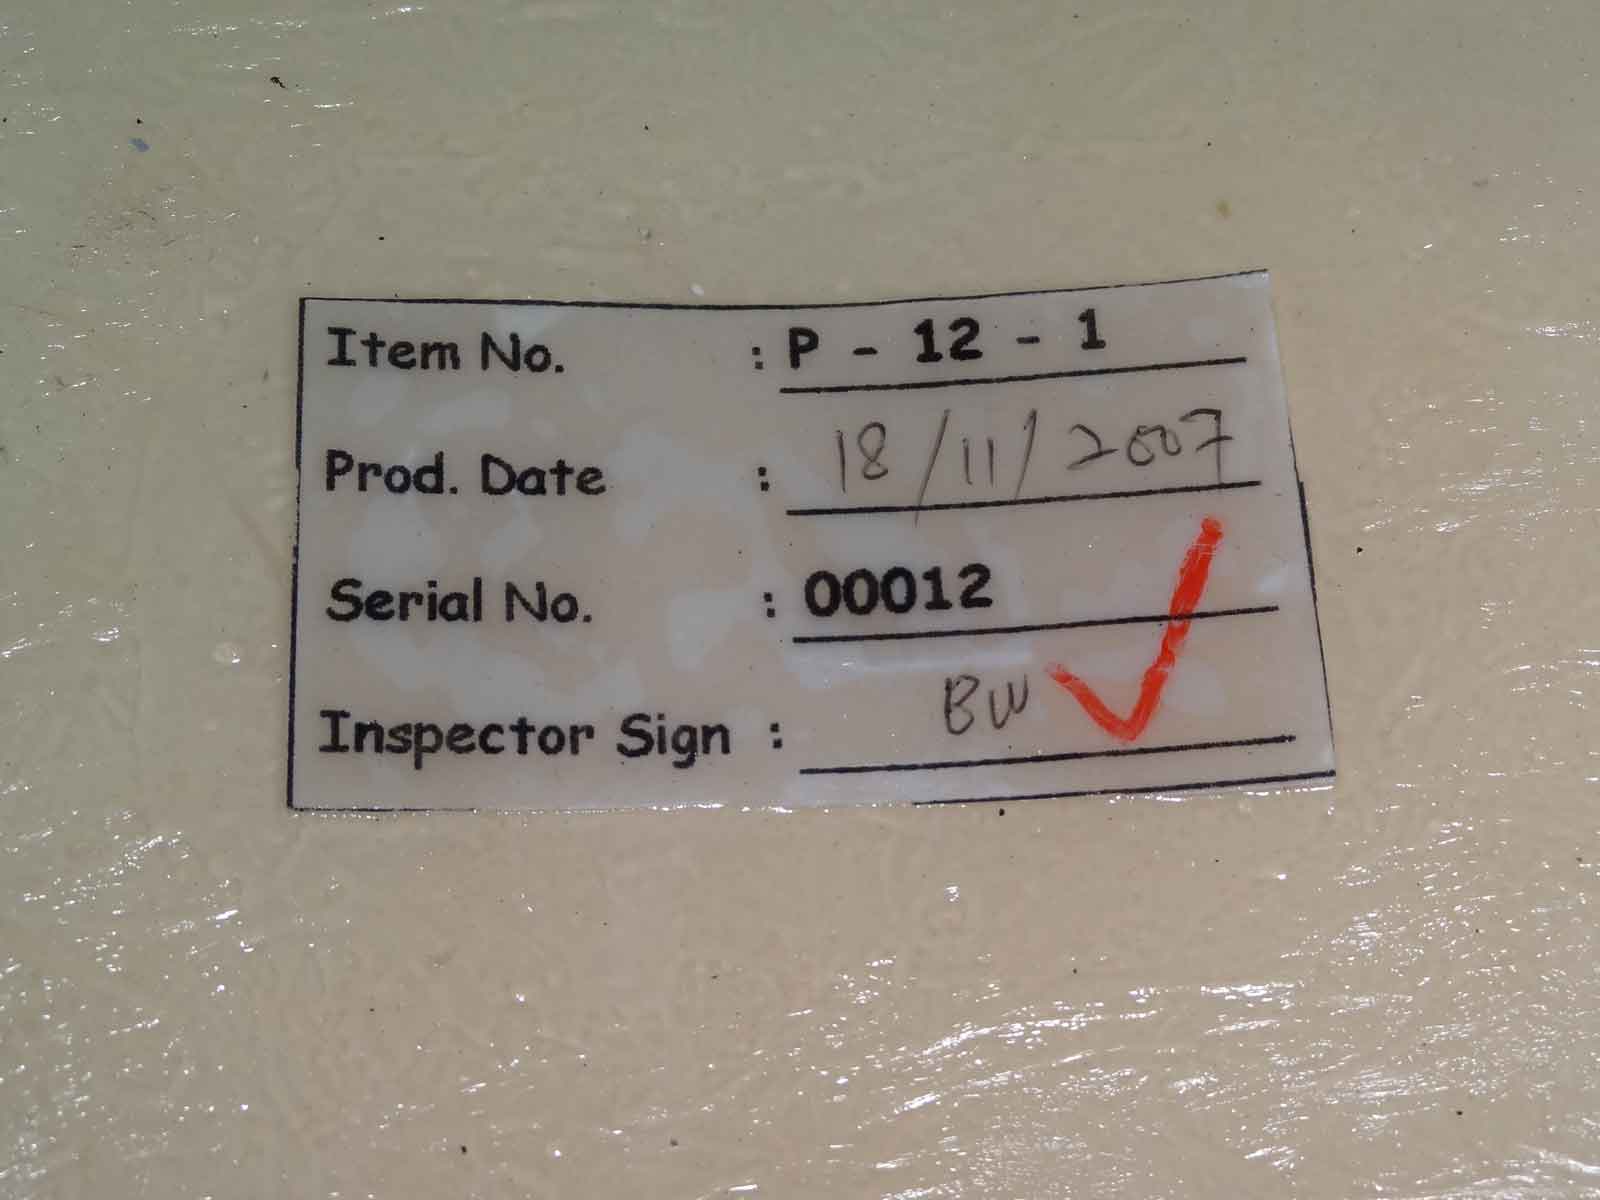 Item No. : P - 12 - 1
Prod. Date : 18/11/2007
Serial No. : 00012
Inspector Sign : BW